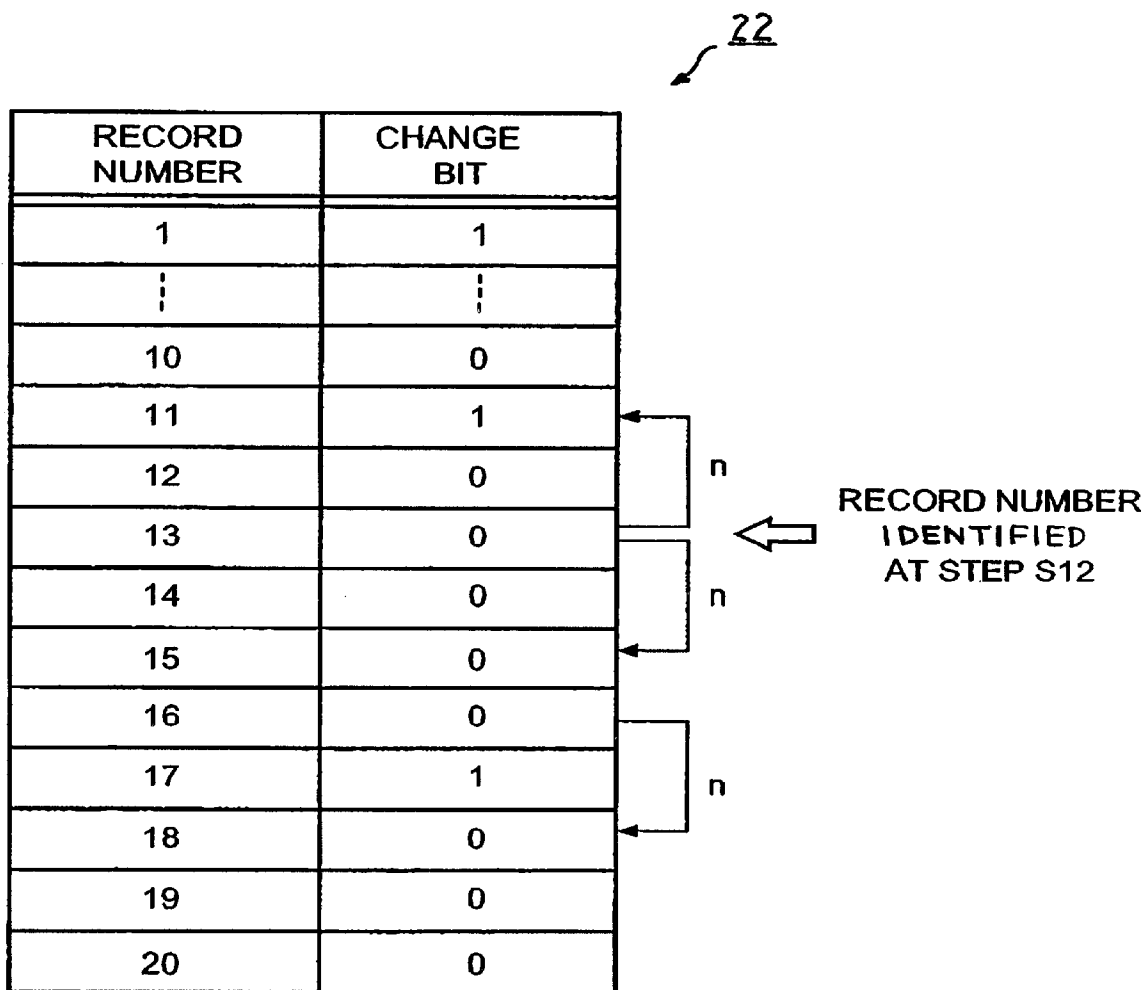 22
RECORD NUMBER CHANGE BIT
1 1
10 0
11 1
12 0
13 0
14 0
15 0
16 0
17 1
18 0
19 0
20 0
n
n
n
RECORD NUMBER
IDENTIFIED
AT STEP S12